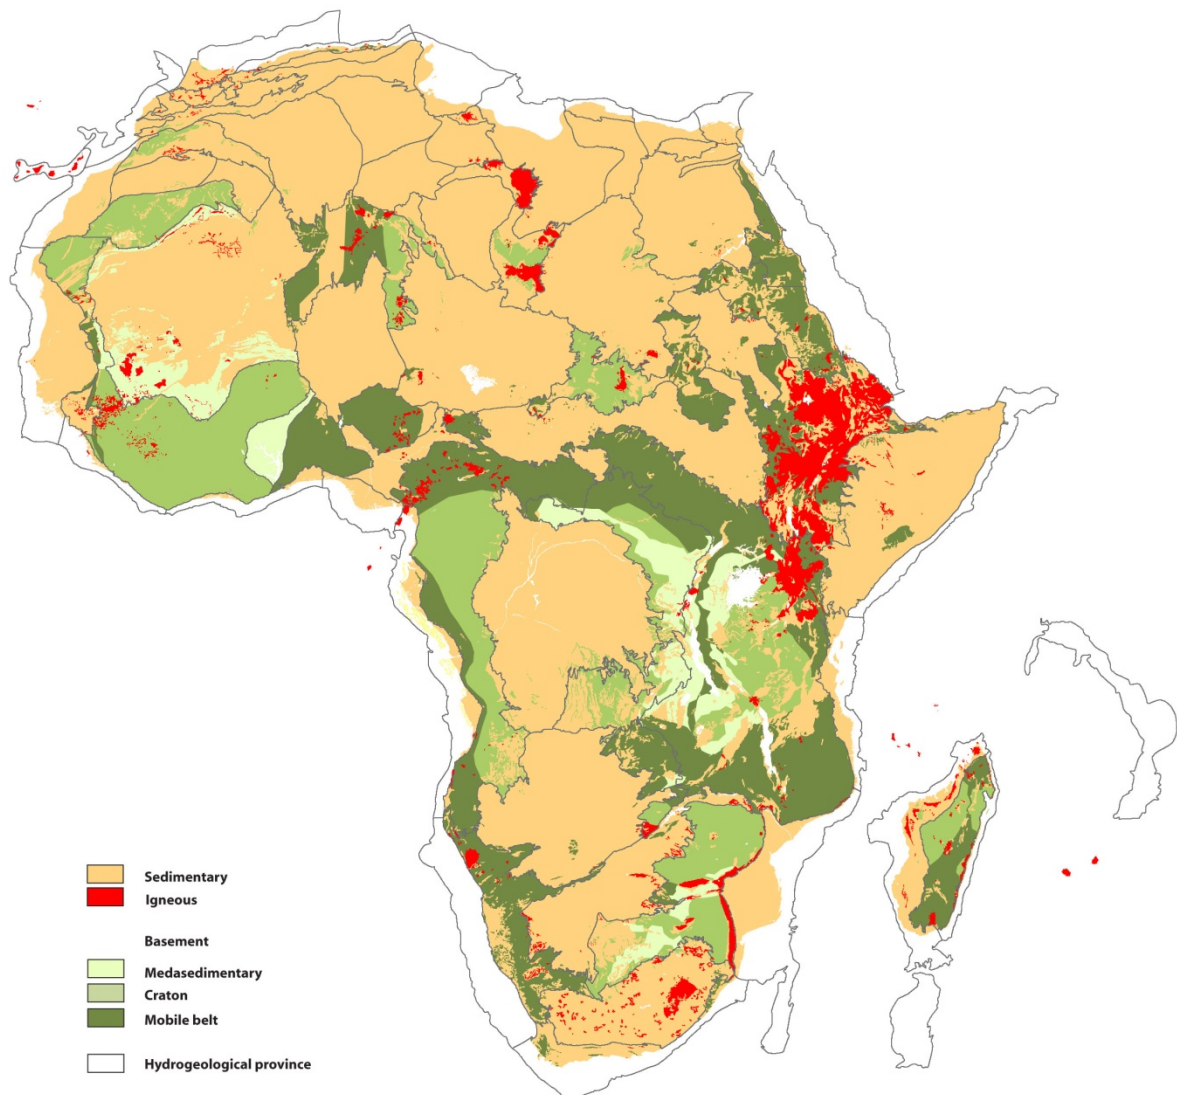 Sedimentary
Igneous
Basement
Medasedimentary
Craton
Mobile belt
Hydrogeological province